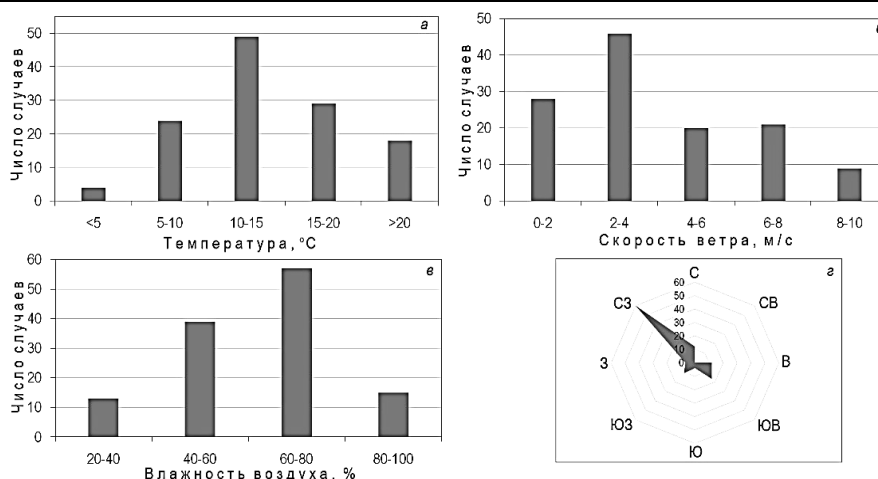 а
Число случаев
50
40
30
20
10
0
<5 5-10 10-15 15-20 >20
Температура, °С
Число случаев
50
40
30
20
10
0
0-2 2-4 4-6 6-8 8-10
Скорость ветра, м/с
в
Число случаев
60
50
40
30
20
10
0
20-40 40-60 60-80 80-100
Влажность воздуха, %
г
С
СВ
В
ЮВ
Ю
ЮЗ
З
СЗ
60
50
40
30
20
10
0